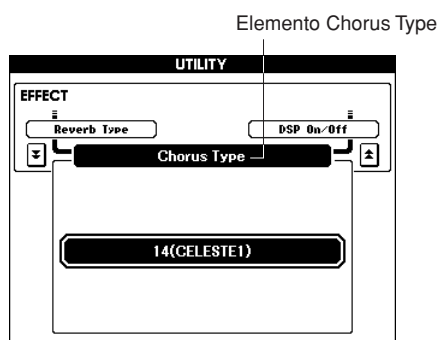 Elemento Chorus Type
UTILITY
EFFECT
Reverb Type
DSP On/Off
Chorus Type
14(CELESTE1)